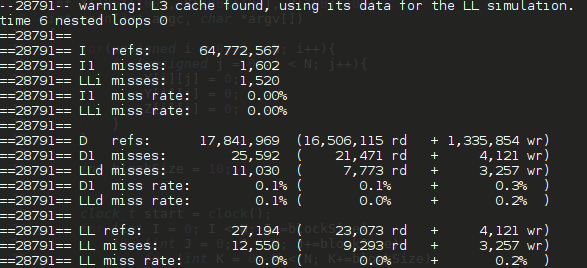 --28791-- warning: L3 cache found, using its data for the LL simulation.
time 6 nested loops 0
==28791==
==28791== I   refs:      64,772,567
==28791== I1  misses:         1,602
==28791== LLi misses:         1,520
==28791== I1  miss rate:       0.00%
==28791== LLi miss rate:       0.00%
==28791==
==28791== D   refs:      17,841,969  (16,506,115 rd   + 1,335,854 wr)
==28791== D1  misses:        25,592  (    21,471 rd   +     4,121 wr)
==28791== LLd misses:        11,030  (     7,773 rd   +     3,257 wr)
==28791== D1  miss rate:        0.1% (       0.1%     +       0.3%  )
==28791== LLd miss rate:        0.1% (       0.0%     +       0.2%  )
==28791==
==28791== LL refs:           27,194  (    23,073 rd   +     4,121 wr)
==28791== LL misses:         12,550  (     9,293 rd   +     3,257 wr)
==28791== LL miss rate:         0.0% (       0.0%     +       0.2%  )